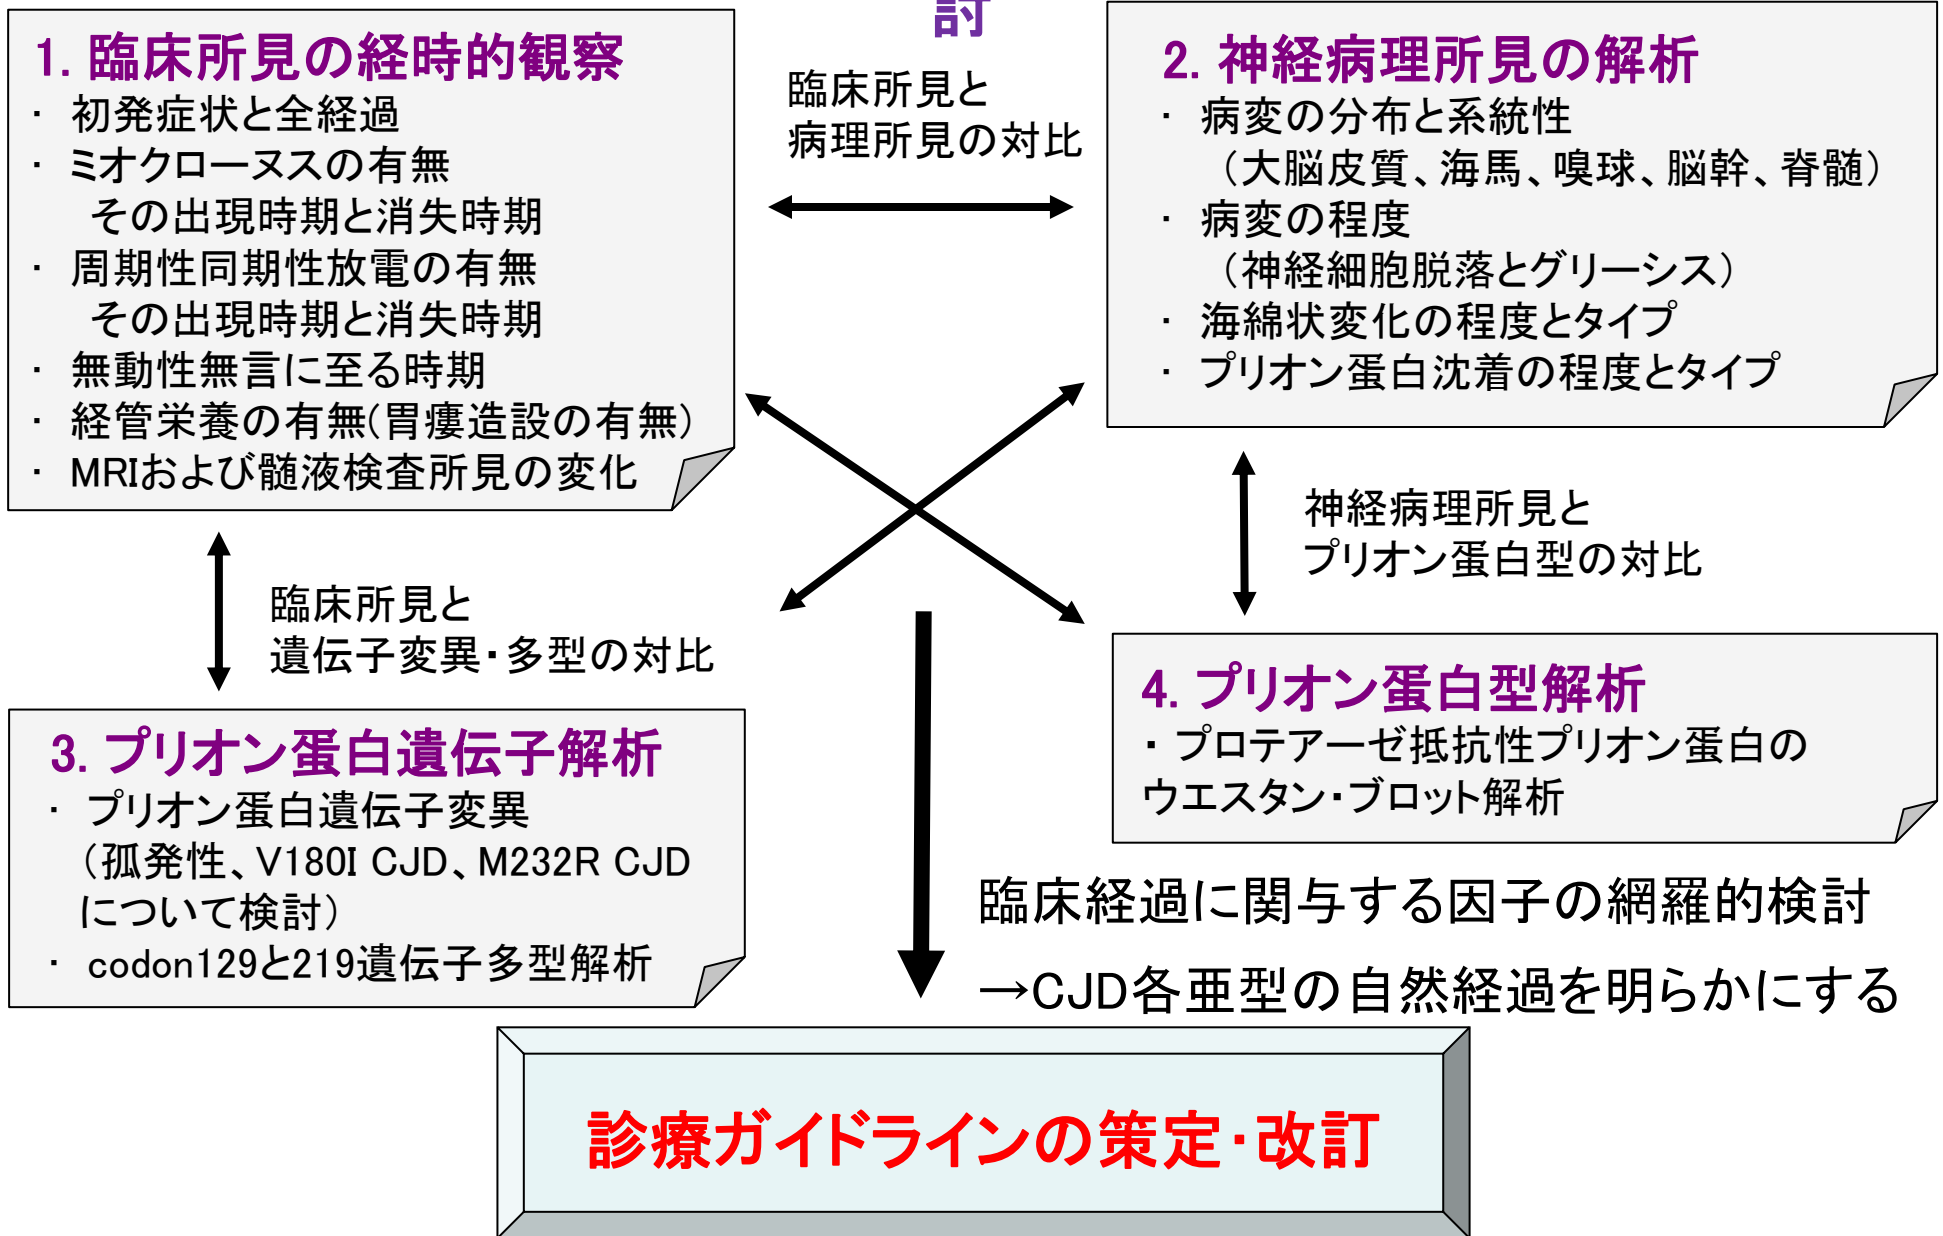 討
1. 臨床所見の経時的観察
・ 初発症状と全経過
・ ミオクローヌスの有無
その出現時期と消失時期
・ 周期性同期性放電の有無
その出現時期と消失時期
・ 無動性無言に至る時期
・ 経管栄養の有無(胃瘻造設の有無)
・ MRIおよび髄液検査所見の変化
臨床所見と
病理所見の対比
2. 神経病理所見の解析
・ 病変の分布と系統性
（大脳皮質、海馬、嗅球、脳幹、脊髄）
・ 病変の程度
（神経細胞脱落とグリーシス）
・ 海綿状変化の程度とタイプ
・ プリオン蛋白沈着の程度とタイプ
臨床所見と
遺伝子変異・多型の対比
神経病理所見と
プリオン蛋白型の対比
3. プリオン蛋白遺伝子解析
・ プリオン蛋白遺伝子変異
（孤発性、V180I CJD、M232R CJD
について検討）
・ codon129と219遺伝子多型解析
4. プリオン蛋白型解析
・プロテアーゼ抵抗性プリオン蛋白の
ウエスタン・ブロット解析
臨床経過に関与する因子の網羅的検討
→CJD各亜型の自然経過を明らかにする
診療ガイドラインの策定・改訂